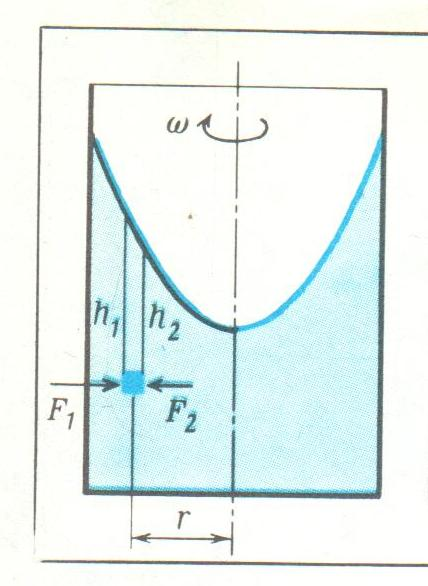 ω
h₁ h₂
F₁ F₂
r